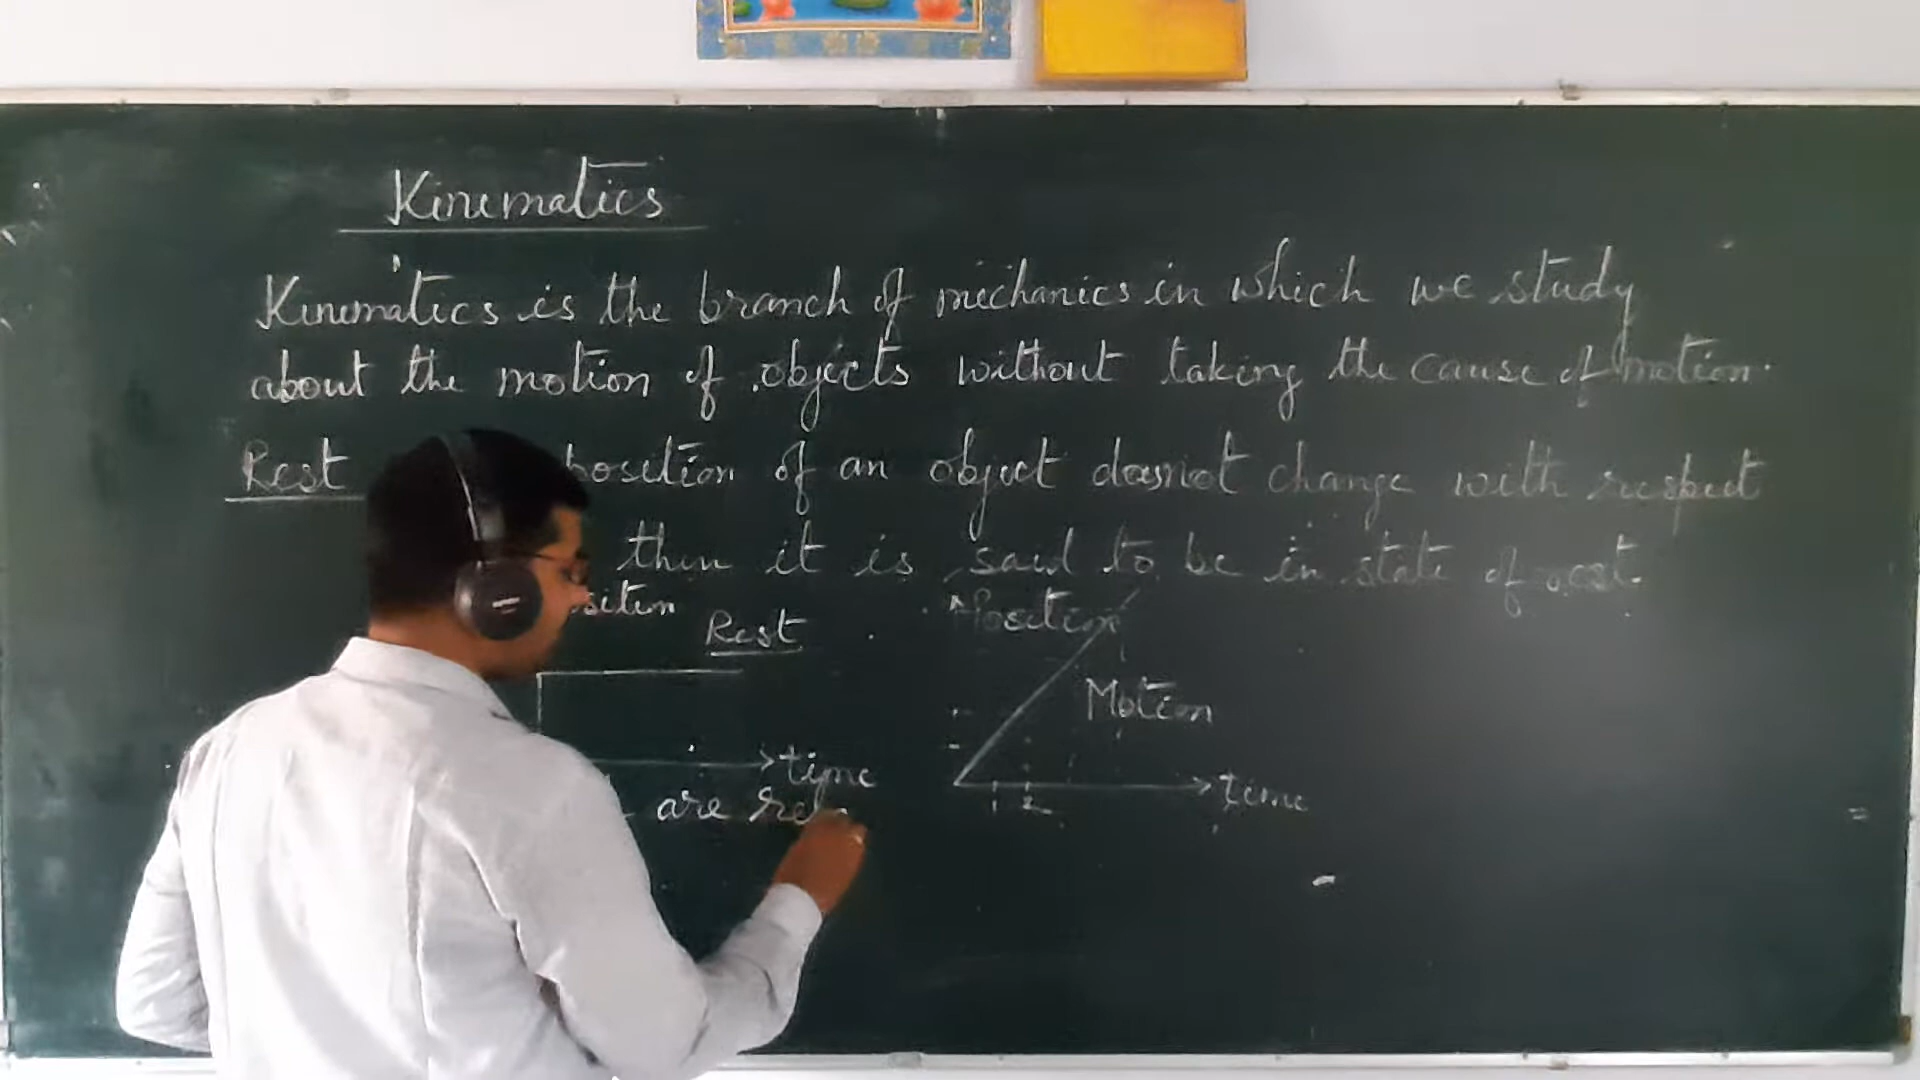 Kinematics
Kinematics is the branch of mechanics in which we study
about the motion of objects without taking the cause of motion.
Rest position of an object doesnot change with respect
then it is said to be in state of rest.
Rest
Position
Motion
time
time
1 2
are